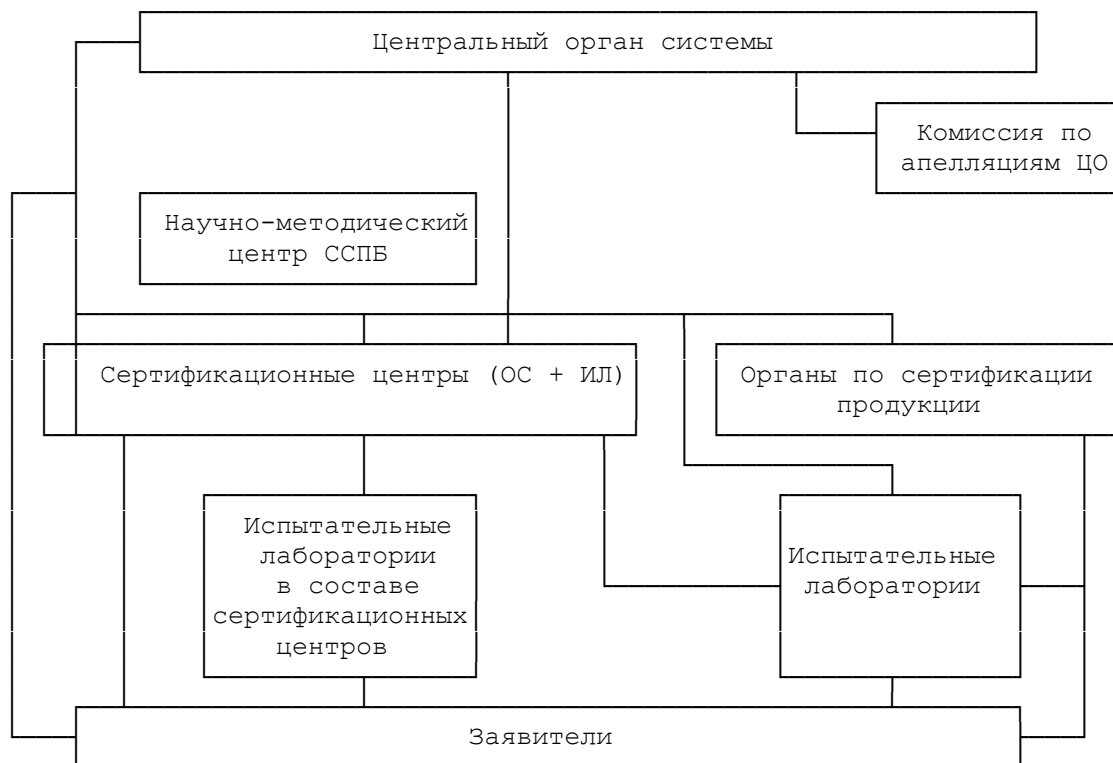 Центральный орган системы
Комиссия по
апелляциям ЦО
Научно-методический
центр ССПБ
Сертификационные центры (ОС + ИЛ)
Органы по сертификации
продукции
Испытательные
лаборатории
в составе
сертификационных
центров
Испытательные
лаборатории
Заявители